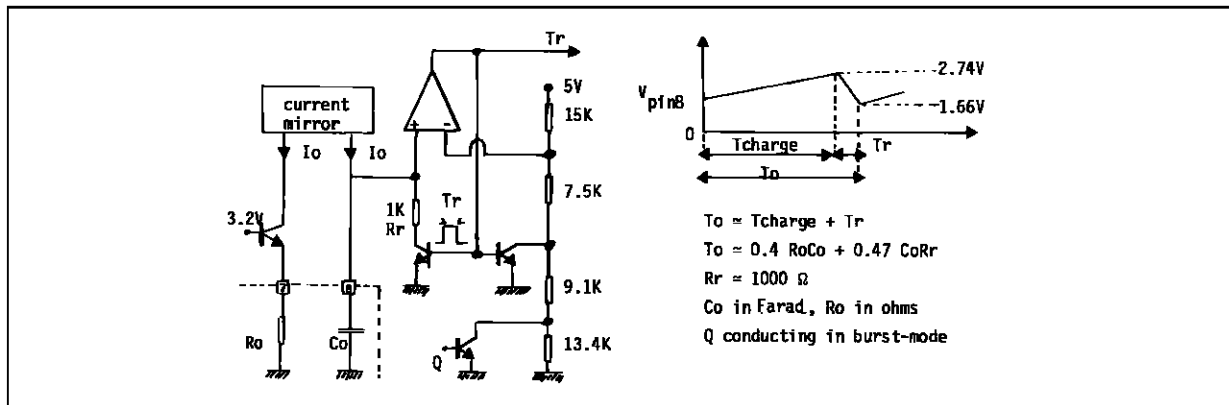 Tr
5V
15K
current
mirror
Io
Io
7.5K
1K
Rr
Tr
3.2V
7
8
9.1K
Ro
Co
Q
13.4K
+
-
2.74V
VpinB
1.66V
0
Tcharge
Tr
To
To ≃ Tcharge + Tr
To ≃ 0.4 RoCo + 0.47 CoRr
Rr ≃ 1000 Ω
Co in Farad, Ro in ohms
Q conducting in burst-mode